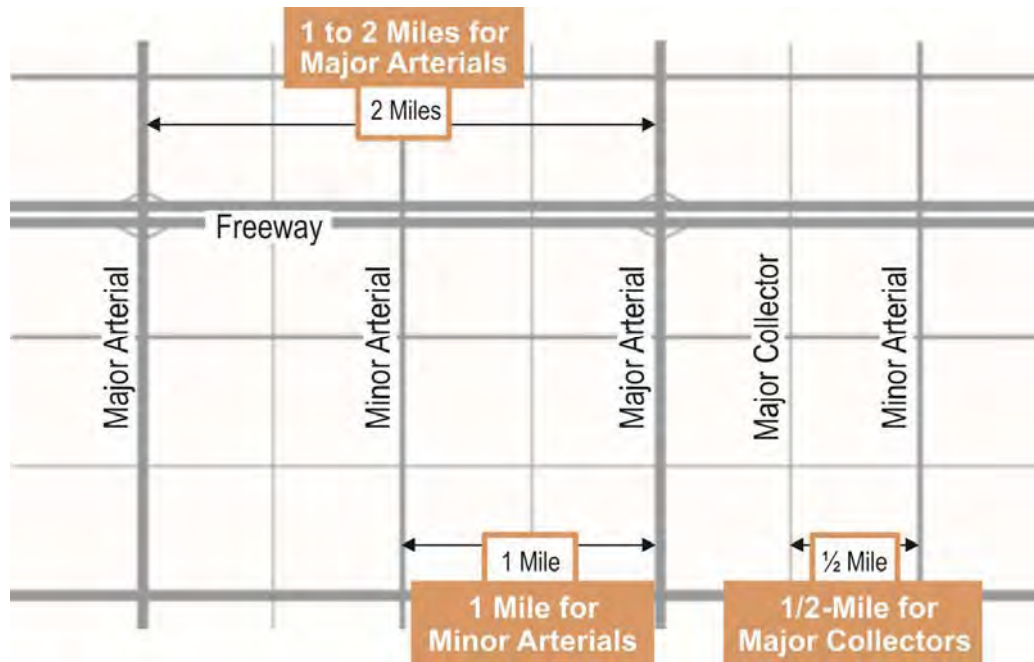 1 to 2 Miles for
Major Arterials
2 Miles
Freeway
Major Arterial
Minor Arterial
Major Arterial
Major Collector
Minor Arterial
1 Mile
1 Mile for
Minor Arterials
½ Mile
1/2-Mile for
Major Collectors